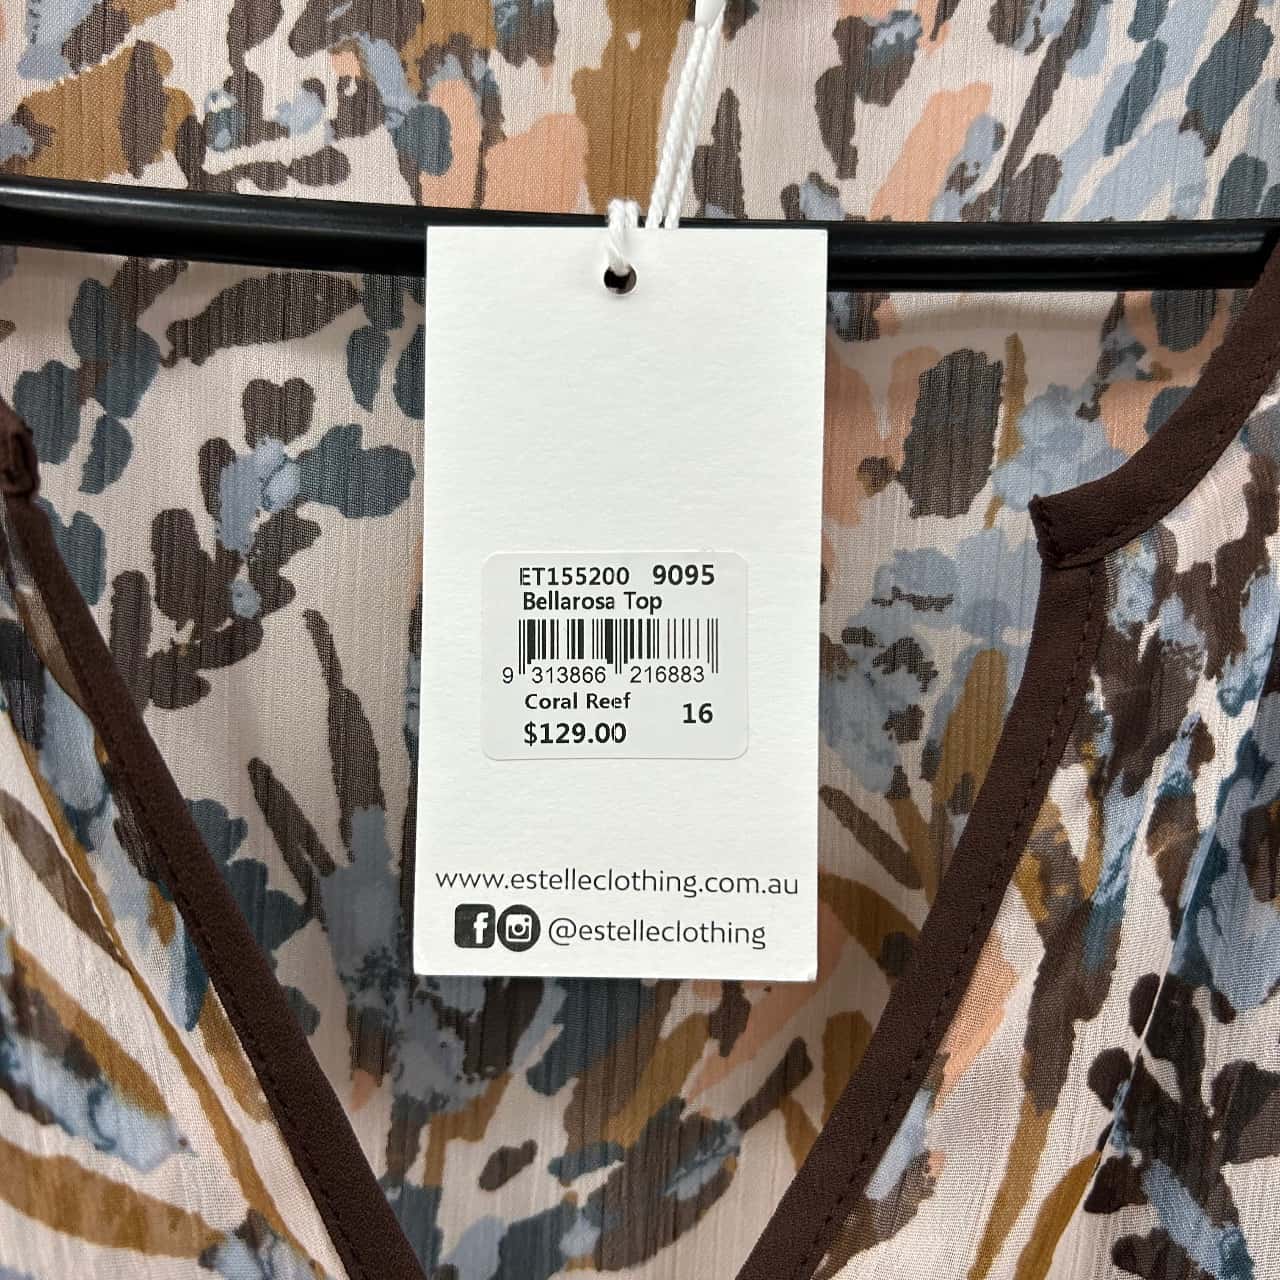 ET155200 9095
Bellarosa Top
9 313866 216883
Coral Reef 16
$129.00
www.estelleclothing.com.au
@estelleclothing